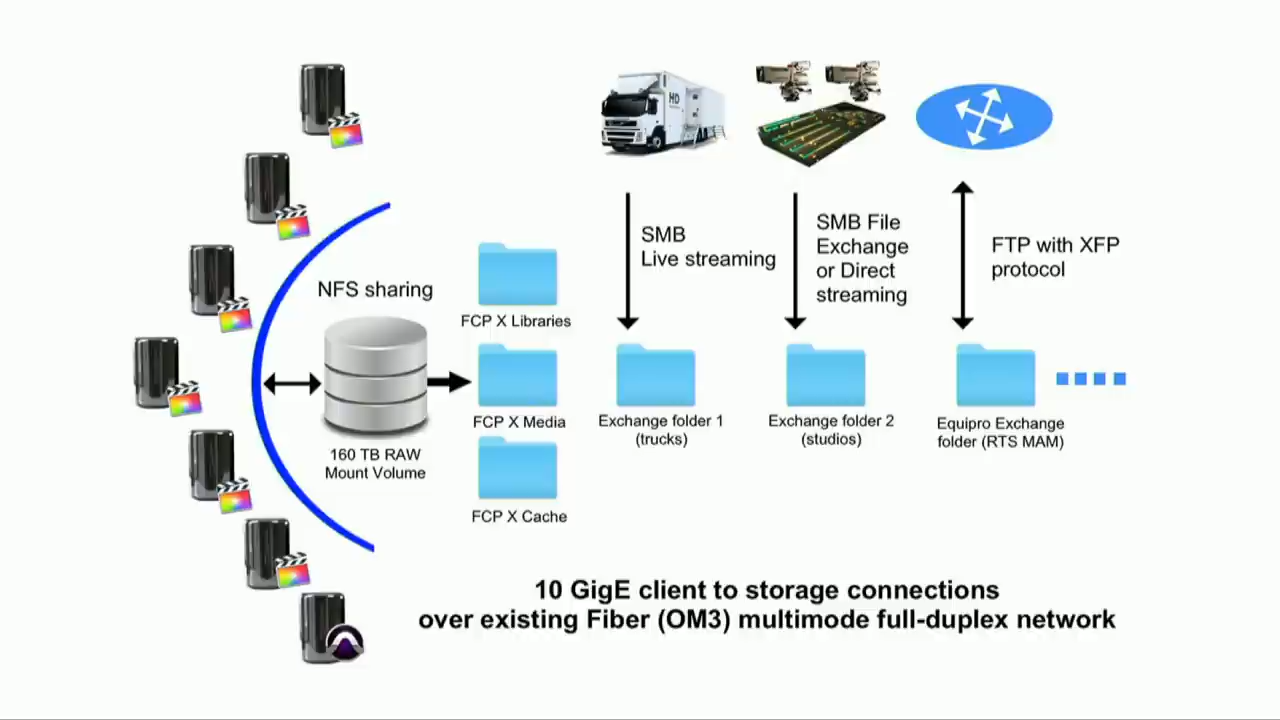 HD
SMB
Live streaming
SMB File
Exchange
or Direct
streaming
FTP with XFP
protocol
NFS sharing
FCP X Libraries
FCP X Media
FCP X Cache
160 TB RAW
Mount Volume
Exchange folder 1
(trucks)
Exchange folder 2
(studios)
Equipro Exchange
folder (RTS MAM)
10 GigE client to storage connections
over existing Fiber (OM3) multimode full-duplex network